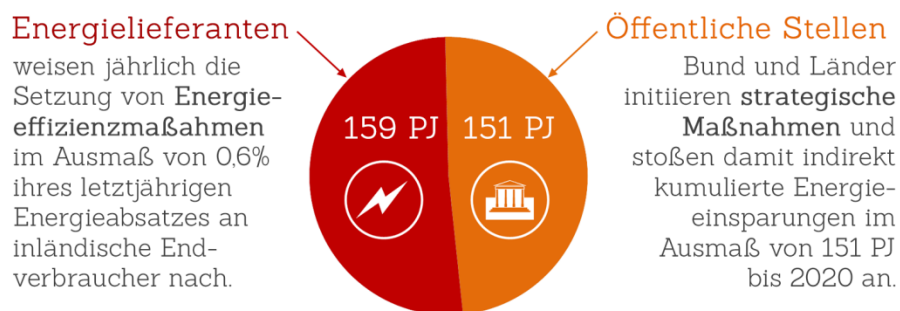 Energielieferanten
weisen jährlich die
Setzung von Energie-
effizienzmaßahmen
im Ausmaß von 0,6%
ihres letztjährigen
Energieabsatzes an
inländische End-
verbraucher nach.
159 PJ
151 PJ
Öffentliche Stellen
Bund und Länder
initiieren strategische
Maßnahmen und
stoßen damit indirekt
kumulierte Energie-
einsparungen im
Ausmaß von 151 PJ
bis 2020 an.